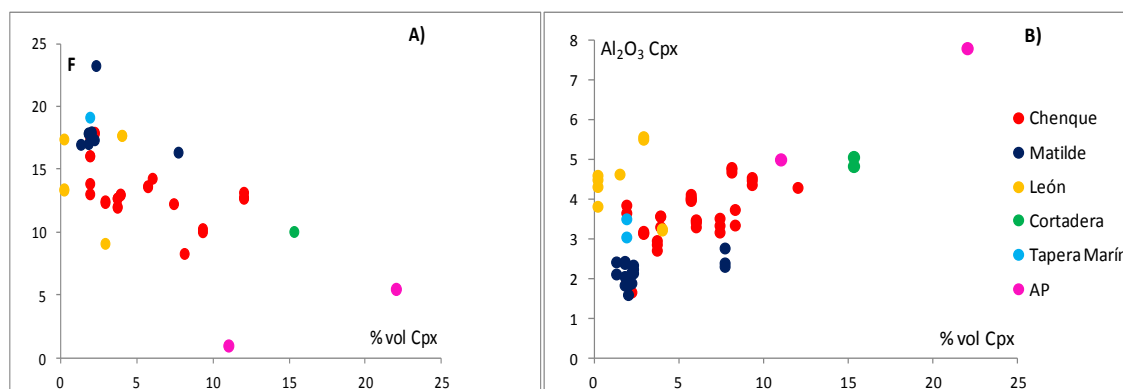 A)
F
25
20
15
10
5
0
% vol Cpx
0 5 10 15 20 25
B)
Al₂O₃ Cpx
8
7
6
5
4
3
2
1
0
% vol Cpx
0 5 10 15 20 25
Chenque
Matilde
León
Cortadera
Tapera Marín
AP